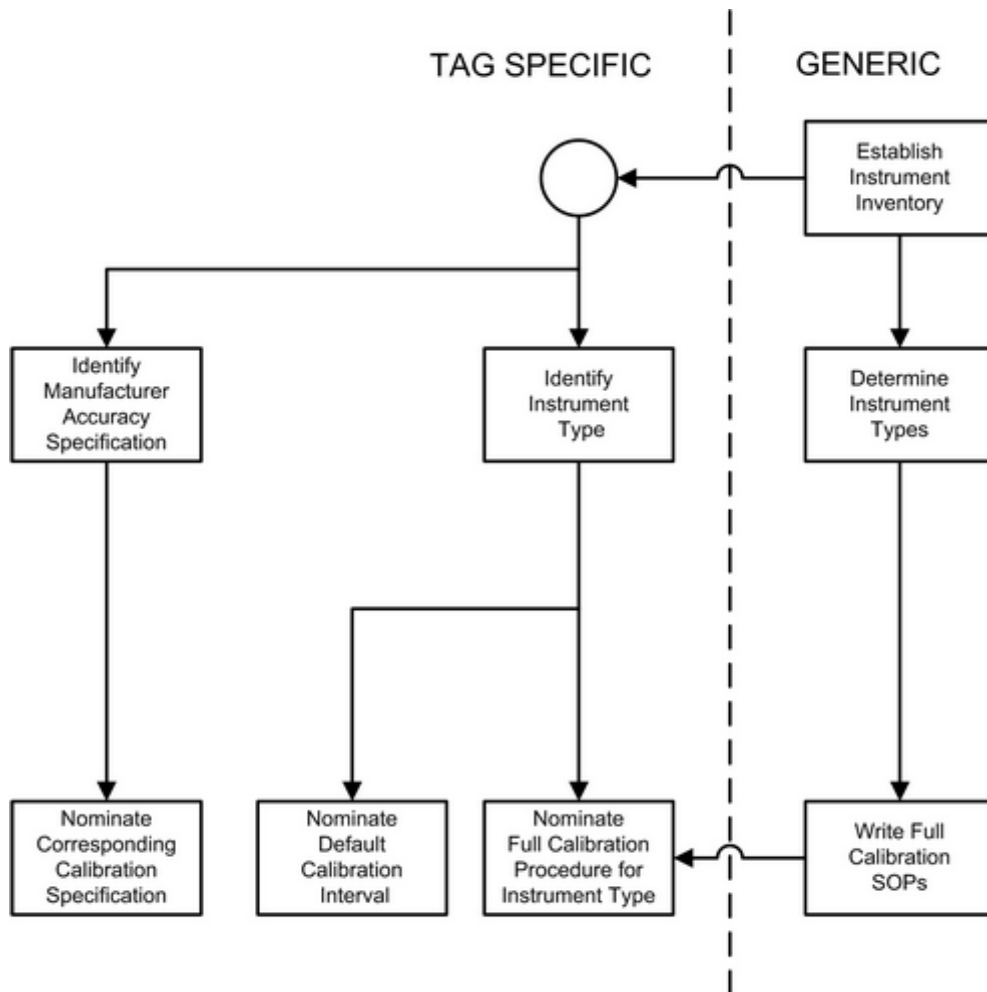 TAG SPECIFIC
GENERIC
Establish
Instrument
Inventory
Identify
Manufacturer
Accuracy
Specification
Identify
Instrument
Type
Determine
Instrument
Types
Nominate
Corresponding
Calibration
Specification
Nominate
Default
Calibration
Interval
Nominate
Full Calibration
Procedure for
Instrument Type
Write Full
Calibration
SOPs